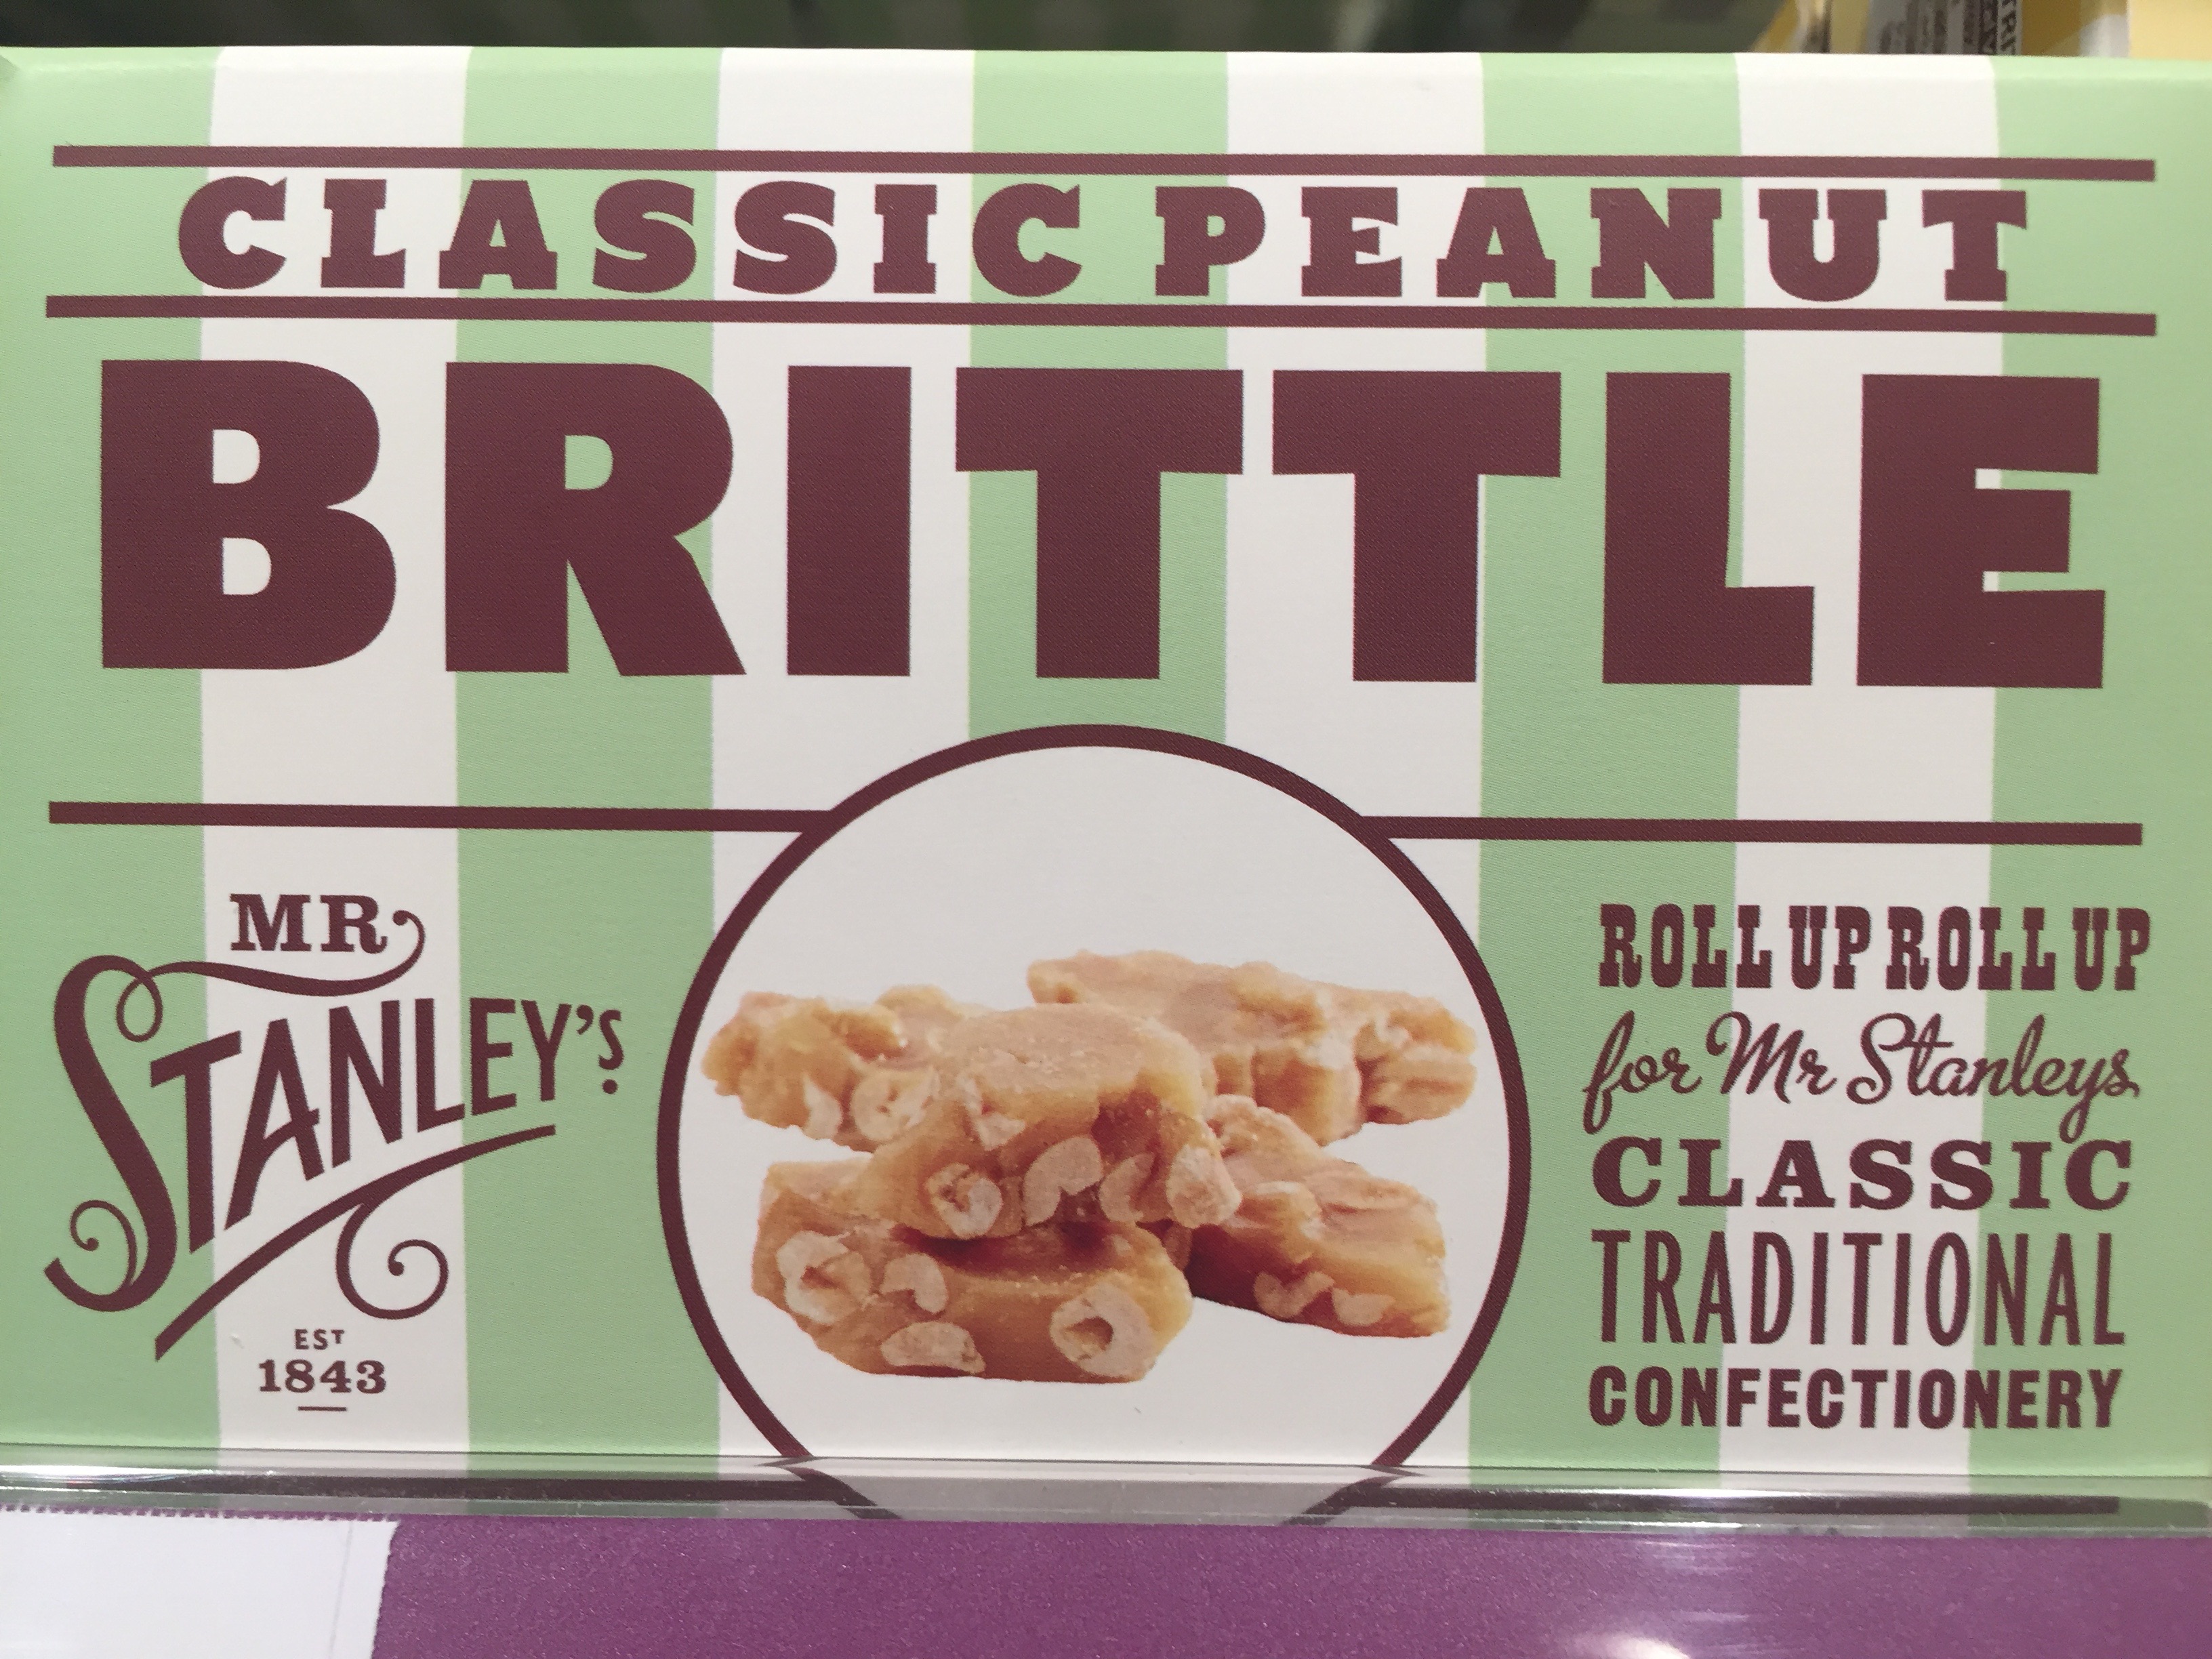 CLASSIC PEANUT
BRITTLE
MR
STANLEY'S
EST
1843
ROLL UP ROLL UP
for Mr Stanleys
CLASSIC
TRADITIONAL
CONFECTIONERY